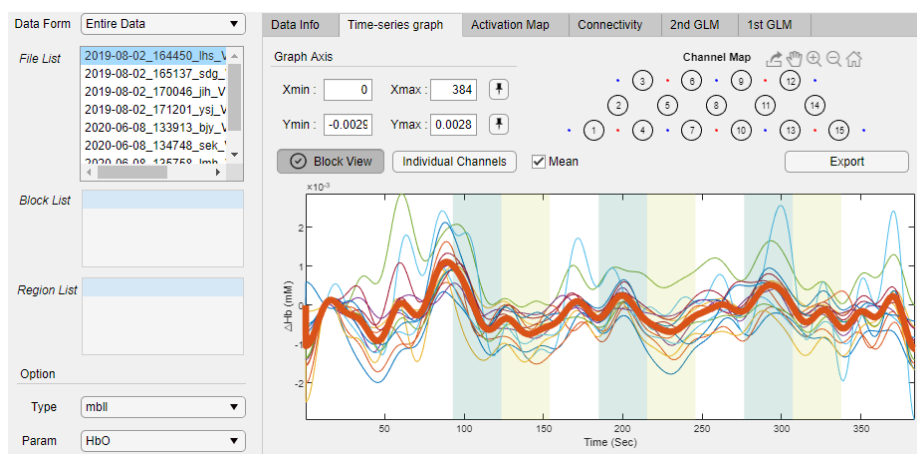 Data Form Entire Data
File List
2019-08-02_164450_lhs_V
2019-08-02_165137_sdg_V
2019-08-02_170046_jih_V
2019-08-02_171201_ysj_V
2020-06-08_133913_bjy_V
2020-06-08_134748_sek_V
2020-06-08_135758_lmh_V
Block List
Region List
Option
Type mbll
Param HbO
Data Info Time-series graph Activation Map Connectivity 2nd GLM 1st GLM
Graph Axis
Xmin : 0 Xmax : 384
Ymin : -0.0029 Ymax : 0.0028
Channel Map
3 6 9 12
2 5 8 11 14
1 4 7 10 13 15
Block View Individual Channels Mean Export
×10-3
2
1
0
-1
-2
ΔHb (mM)
50 100 150 200 250 300 350
Time (Sec)